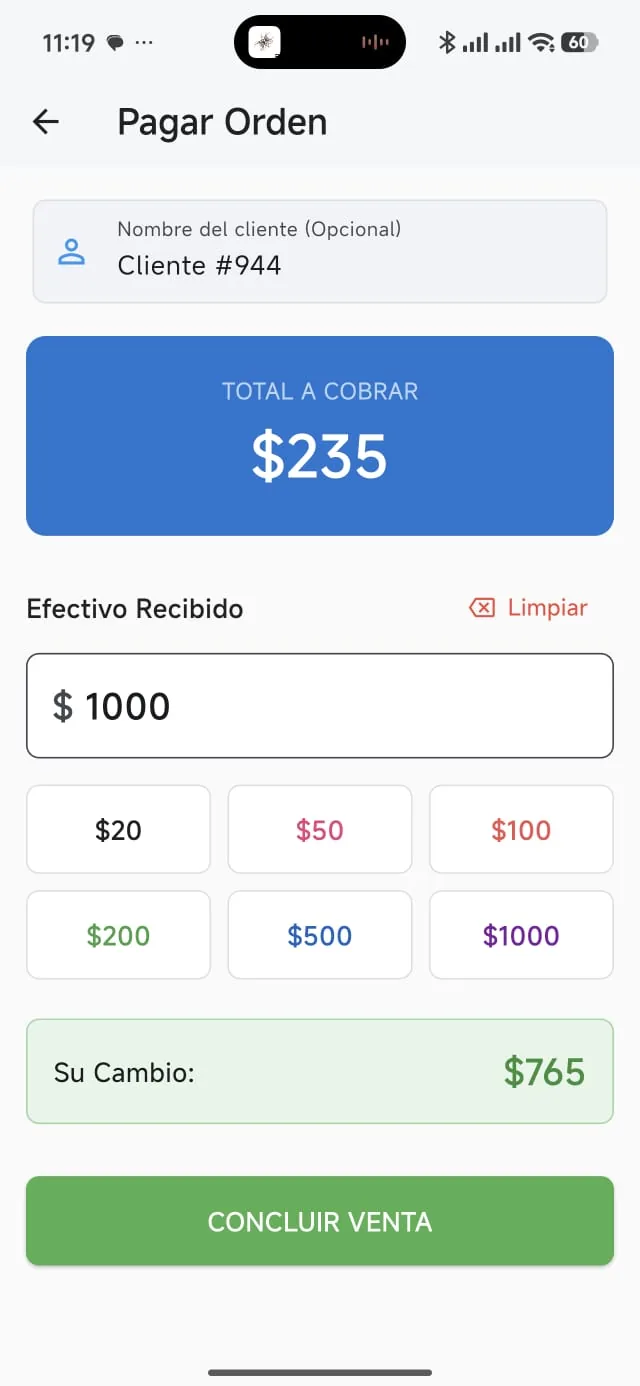 11:19 ...
60
Pagar Orden
Nombre del cliente (Opcional)
Cliente #944
TOTAL A COBRAR
$235
Efectivo Recibido
Limpiar
$ 1000
$20
$50
$100
$200
$500
$1000
Su Cambio:
$765
CONCLUIR VENTA